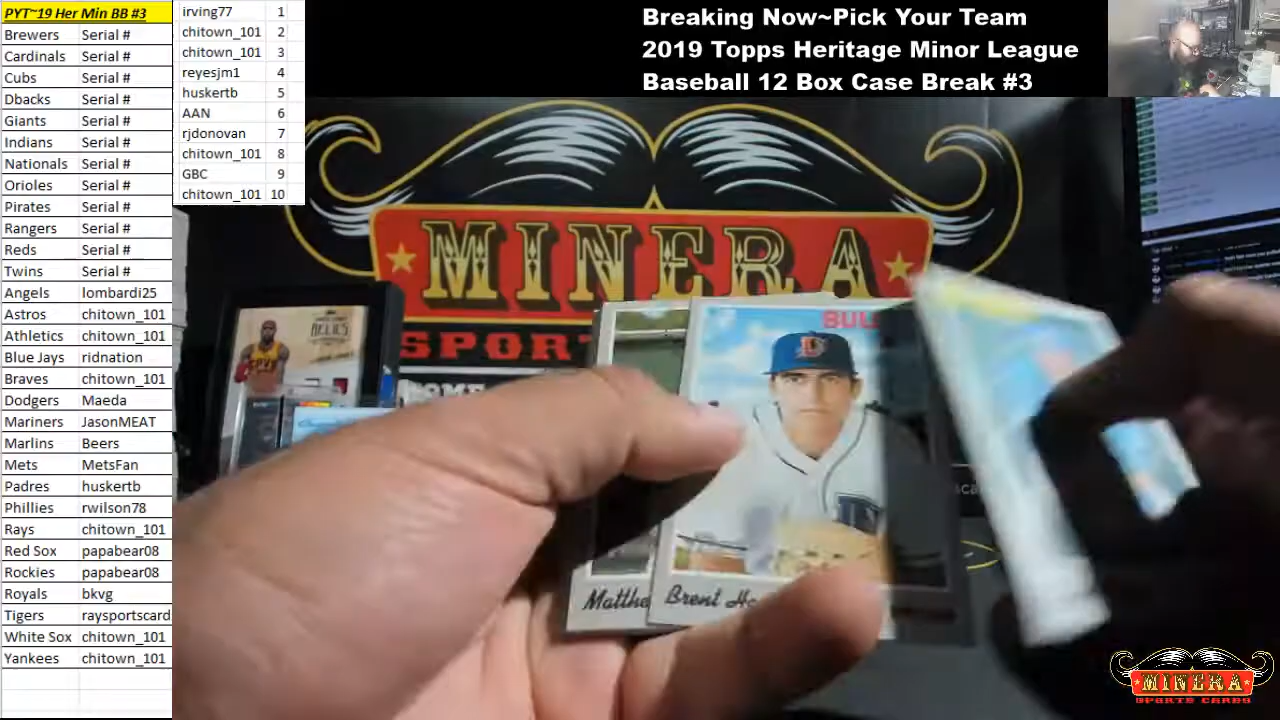 PYT~19 Her Min BB #3
Brewers Serial #
Cardinals Serial #
Cubs Serial #
Dbacks Serial #
Giants Serial #
Indians Serial #
Nationals Serial #
Orioles Serial #
Pirates Serial #
Rangers Serial #
Reds Serial #
Twins Serial #
Angels lombardi25
Astros chitown_101
Athletics chitown_101
Blue Jays ridnation
Braves chitown_101
Dodgers Maeda
Mariners JasonMEAT
Marlins Beers
Mets MetsFan
Padres huskertb
Phillies rwilson78
Rays chitown_101
Red Sox papabear08
Rockies papabear08
Royals bkvg
Tigers raysportscard
White Sox chitown_101
Yankees chitown_101
irving77 1
chitown_101 2
chitown_101 3
reyesjm1 4
huskertb 5
AAN 6
rjdonovan 7
chitown_101 8
GBC 9
chitown_101 10
Breaking Now~Pick Your Team
2019 Topps Heritage Minor League
Baseball 12 Box Case Break #3
MINERA
SPOR
RELICS
BUL
D
Matthe
Brent Ho
MINERA
SPORTS CARDS